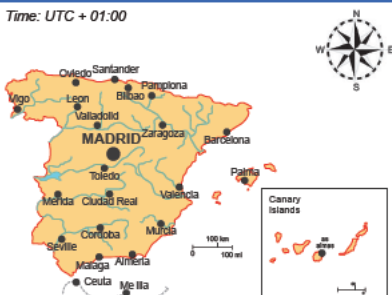 Time: UTC + 01:00
N
W
E
S
Oviedo
Santander
Bilbao
Pamplona
Vigo
Leon
Valladolid
Zaragoza
Barcelona
MADRID
Toledo
Palma
Valencia
Merida
Ciudad Real
Canary
Islands
Cordoba
Murcia
Seville
100 km
100 mi
Malaga
Almeria
Ceuta
Melilla